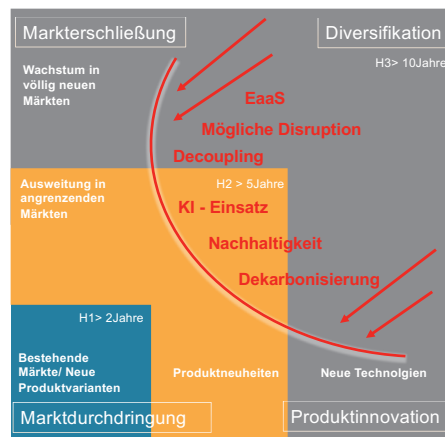 Markterschließung
Diversifikation
H3> 10Jahre
Wachstum in
völlig neuen
Märkten
EaaS
Mögliche Disruption
Decoupling
Ausweitung in
angrenzenden
Märkten
H2 > 5Jahre
KI - Einsatz
Nachhaltigkeit
Dekarbonisierung
H1> 2Jahre
Bestehende
Märkte/ Neue
Produktvarianten
Produktneuheiten
Neue Technolgien
Marktdurchdringung
Produktinnovation